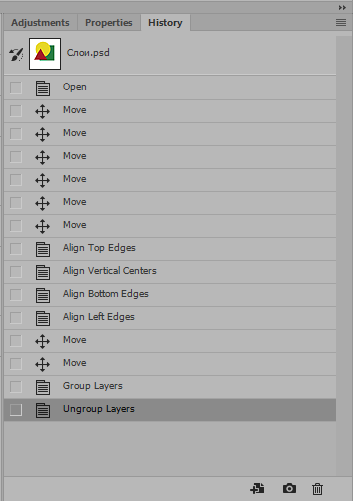 Adjustments Properties History
Слои.psd
Open
Move
Move
Move
Move
Move
Move
Align Top Edges
Align Vertical Centers
Align Bottom Edges
Align Left Edges
Move
Move
Group Layers
Ungroup Layers